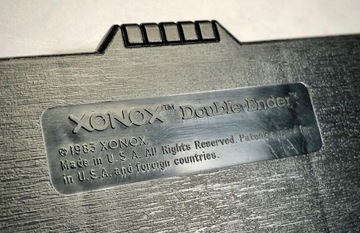 XONOX™ Double Ender
© 1983 XONOX.
Made in U.S.A. All Rights Reserved. Patents
in U.S.A. and foreign countries.